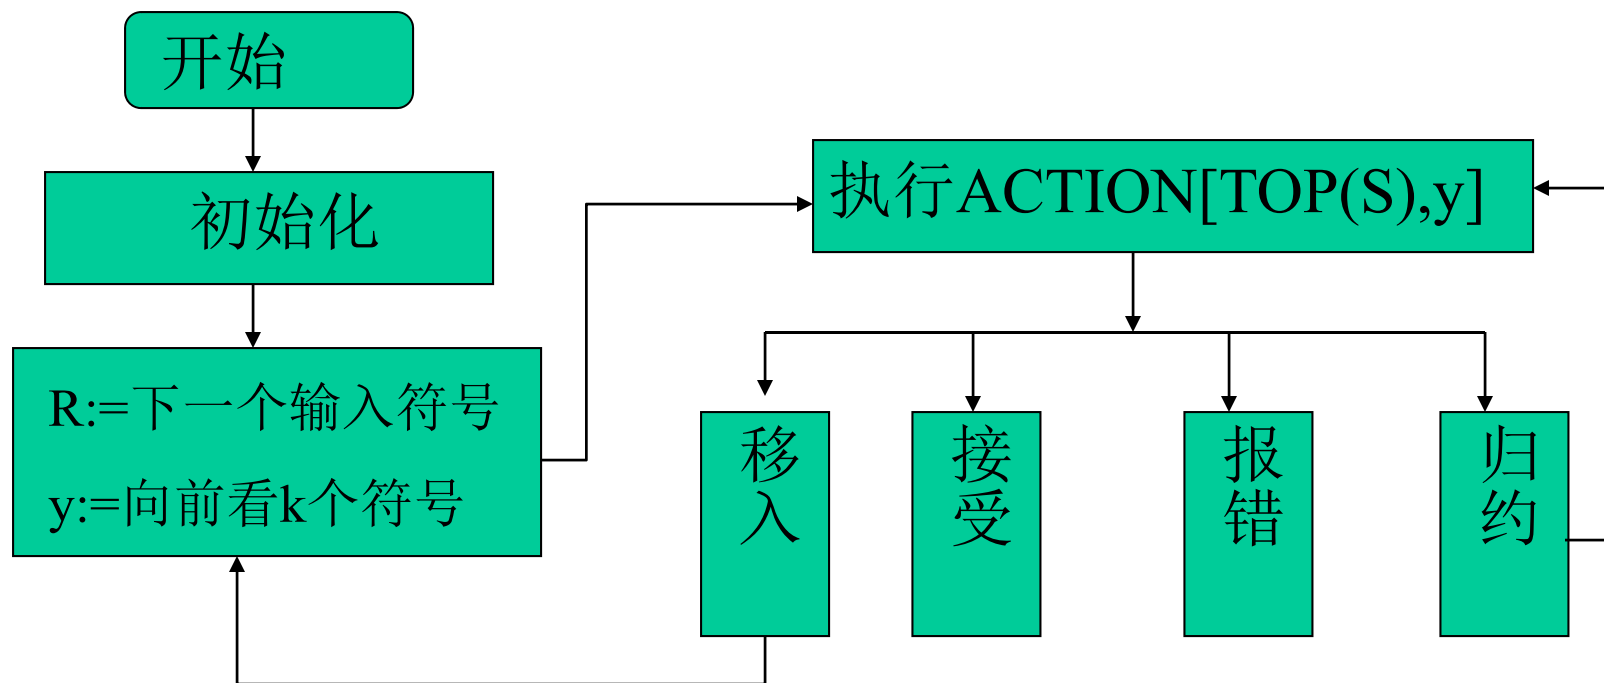 开始
初始化
R:=下一个输入符号
y:=向前看k个符号
执行ACTION[TOP(S),y]
移入
接受
报错
归约